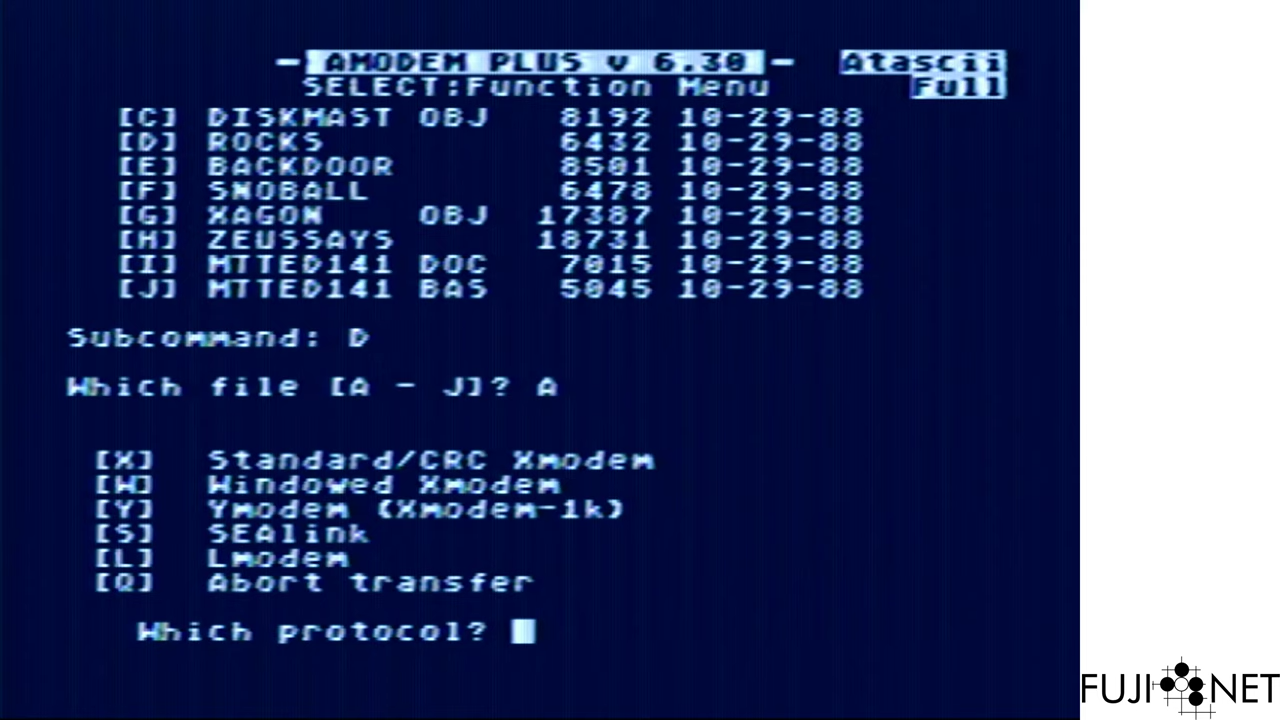 - AMODEM PLUS v 6.30 - Atascii
SELECT:Function Menu Full
[C] DISKMAST OBJ 8192 10-29-88
[D] ROCKS 6432 10-29-88
[E] BACKDOOR 8501 10-29-88
[F] SNOBALL 6478 10-29-88
[G] XAGON OBJ 17387 10-29-88
[H] ZEUSSAYS 18731 10-29-88
[I] MTTED141 DOC 7015 10-29-88
[J] MTTED141 BAS 5045 10-29-88
Subcommand: D
Which file [A - J]? A
[X] Standard/CRC Xmodem
[W] Windowed Xmodem
[Y] Ymodem (Xmodem-1k)
[S] SEAlink
[L] Lmodem
[Q] Abort transfer
Which protocol?
FUJINET